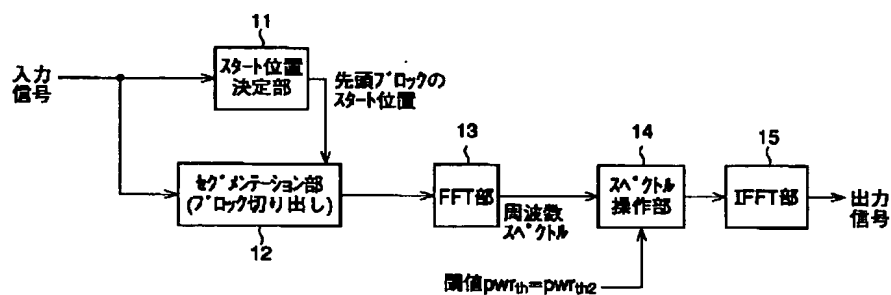 11
入力
信号
スタート位置
決定部
先頭ブロックの
スタート位置
13
14
15
セグメンテーション部
(ブロック切り出し)
FFT部
周波数
スペクトル
スペクトル
操作部
IFFT部
出力
信号
12
閾値pwrth=pwrth2